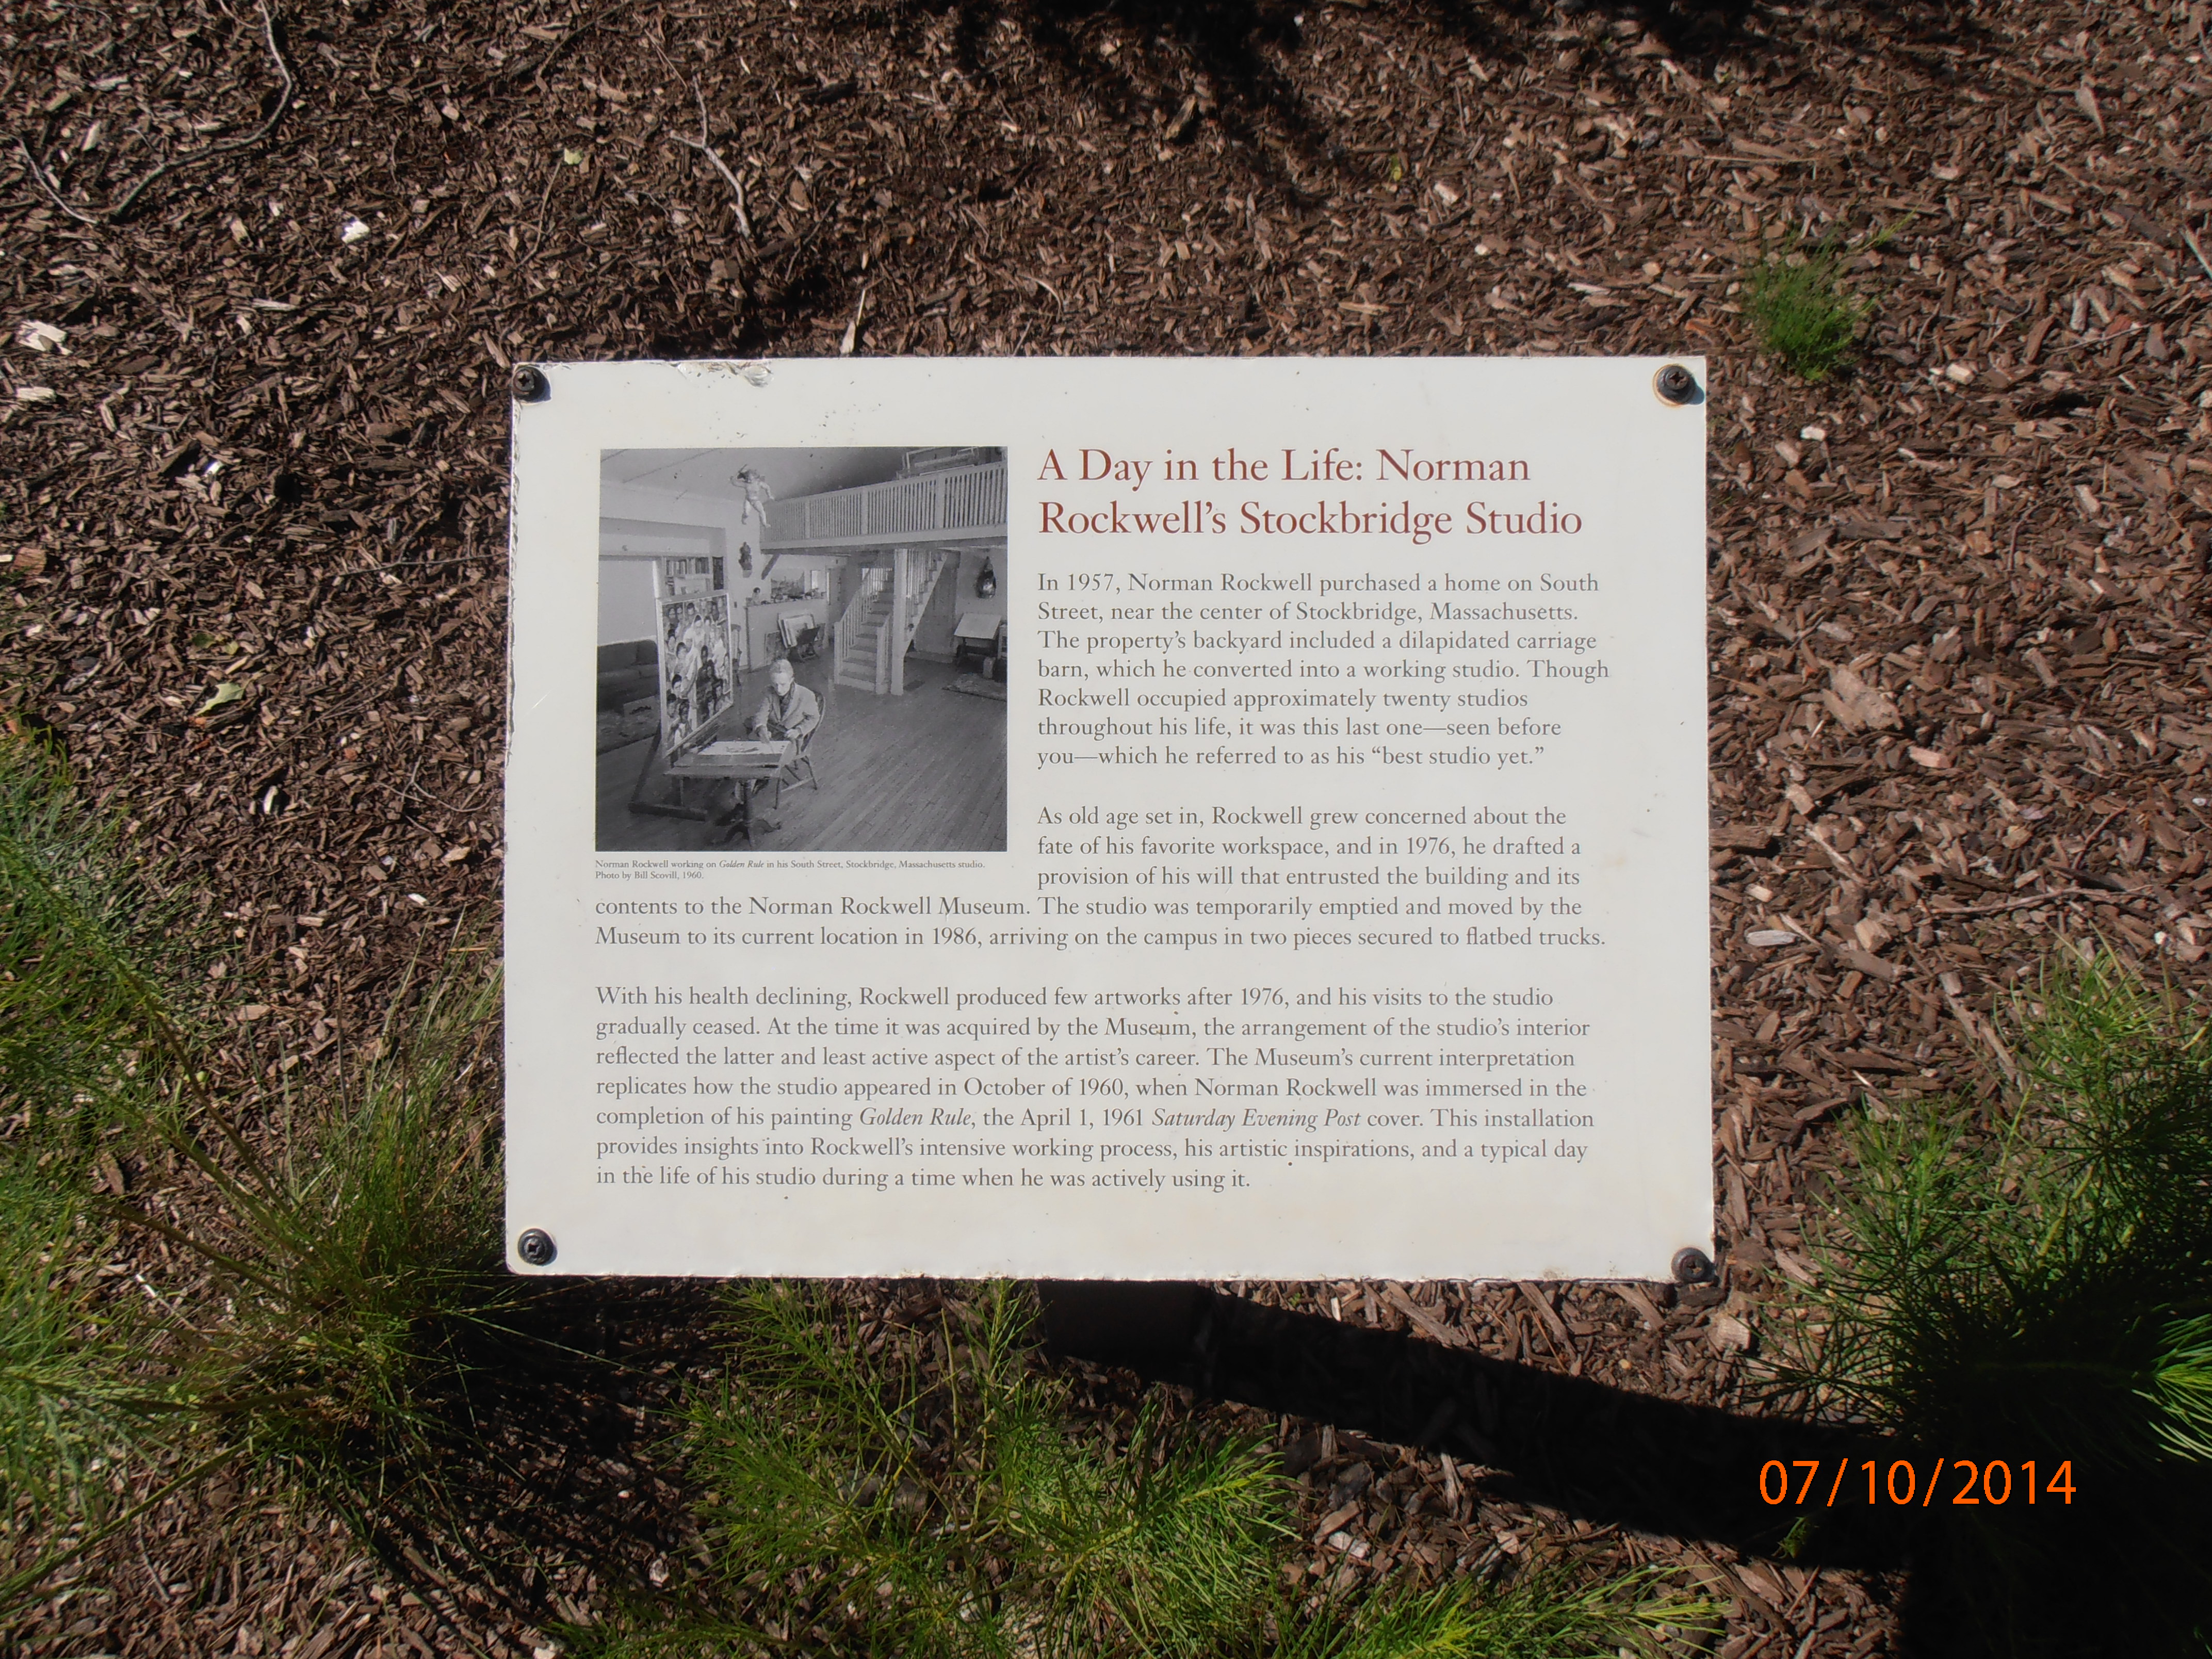 A Day in the Life: Norman
Rockwell's Stockbridge Studio
In 1957, Norman Rockwell purchased a home on South
Street, near the center of Stockbridge, Massachusetts.
The property's backyard included a dilapidated carriage
barn, which he converted into a working studio. Though
Rockwell occupied approximately twenty studios
throughout his life, it was this last one—seen before
you—which he referred to as his “best studio yet.”
As old age set in, Rockwell grew concerned about the
fate of his favorite workspace, and in 1976, he drafted a
provision of his will that entrusted the building and its
contents to the Norman Rockwell Museum. The studio was temporarily emptied and moved by the
Museum to its current location in 1986, arriving on the campus in two pieces secured to flatbed trucks.
With his health declining, Rockwell produced few artworks after 1976, and his visits to the studio
gradually ceased. At the time it was acquired by the Museum, the arrangement of the studio's interior
reflected the latter and least active aspect of the artist's career. The Museum's current interpretation
replicates how the studio appeared in October of 1960, when Norman Rockwell was immersed in the
completion of his painting Golden Rule, the April 1, 1961 Saturday Evening Post cover. This installation
provides insights into Rockwell's intensive working process, his artistic inspirations, and a typical day
in the life of his studio during a time when he was actively using it.
Norman Rockwell working on Golden Rule in his South Street, Stockbridge, Massachusetts studio.
Photo by Bill Scovill, 1960.
07/10/2014